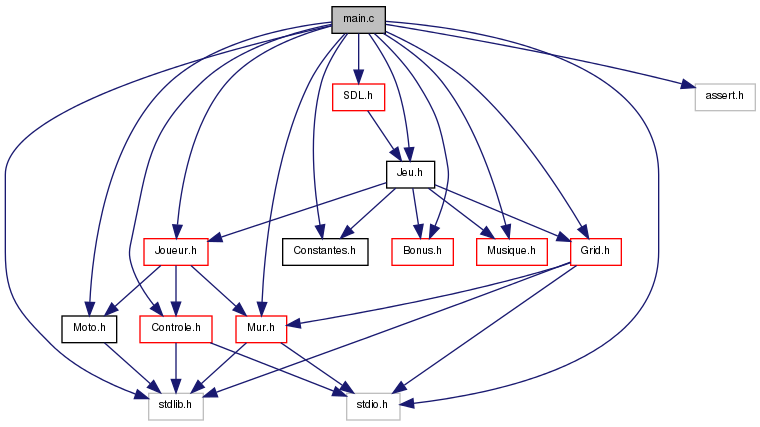 main.c
SDL.h
assert.h
Jeu.h
Joueur.h
Constantes.h
Bonus.h
Musique.h
Grid.h
Moto.h
Controle.h
Mur.h
stdlib.h
stdio.h